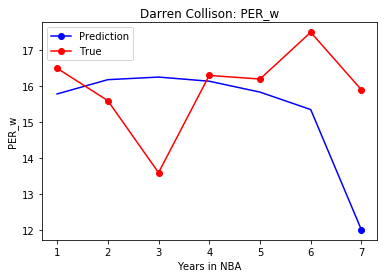 Darren Collison: PER_w
Prediction
True
17
16
15
14
13
12
PER_w
1 2 3 4 5 6 7
Years in NBA